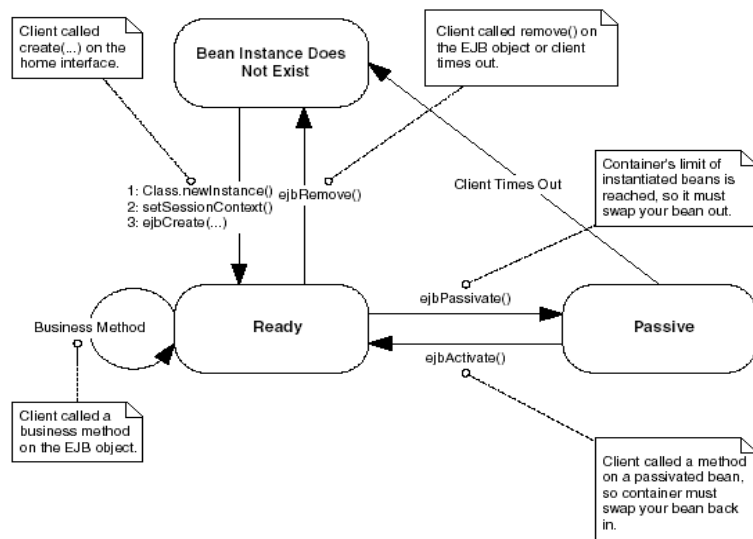 Client called
create(...) on the
home interface.
Bean Instance Does
Not Exist
Client called remove() on
the EJB object or client
times out.
1: Class.newInstance()
2: setSessionContext()
3: ejbCreate(...)
ejbRemove()
Client Times Out
Container's limit of
instantiated beans is
reached, so it must
swap your bean out.
Business Method
Ready
ejbPassivate()
ejbActivate()
Passive
Client called a
business method
on the EJB object.
Client called a method
on a passivated bean,
so container must
swap your bean back
in.